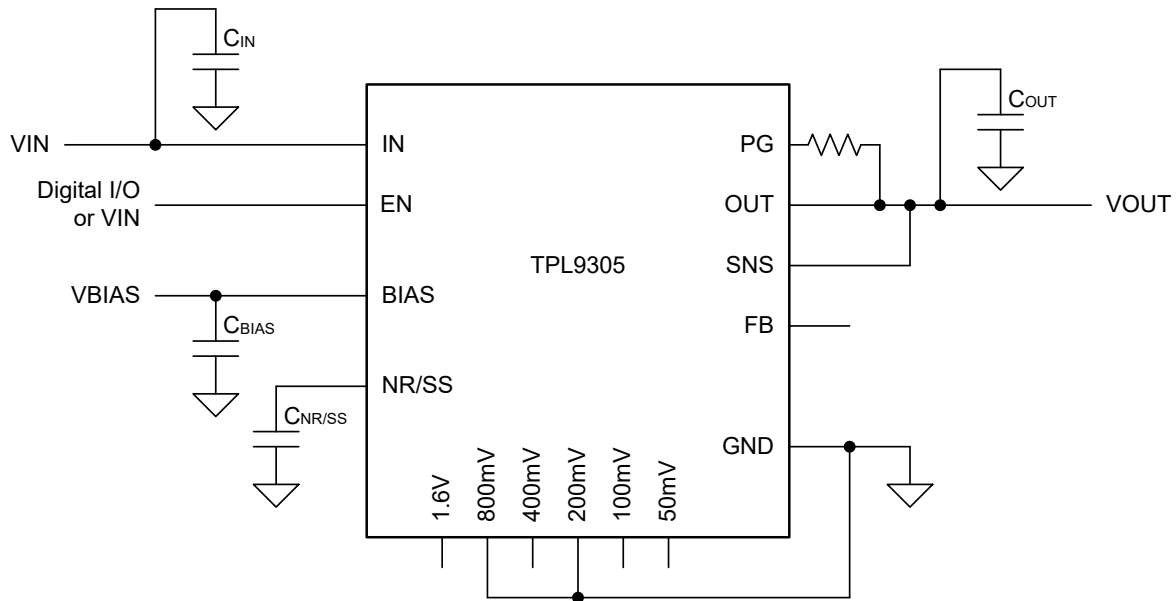 CIN
COUT
VIN
IN
PG
Digital I/O
or VIN
EN
OUT
VOUT
TPL9305
SNS
VBIAS
BIAS
CBIAS
FB
NR/SS
CNR/SS
GND
1.6V
800mV
400mV
200mV
100mV
50mV